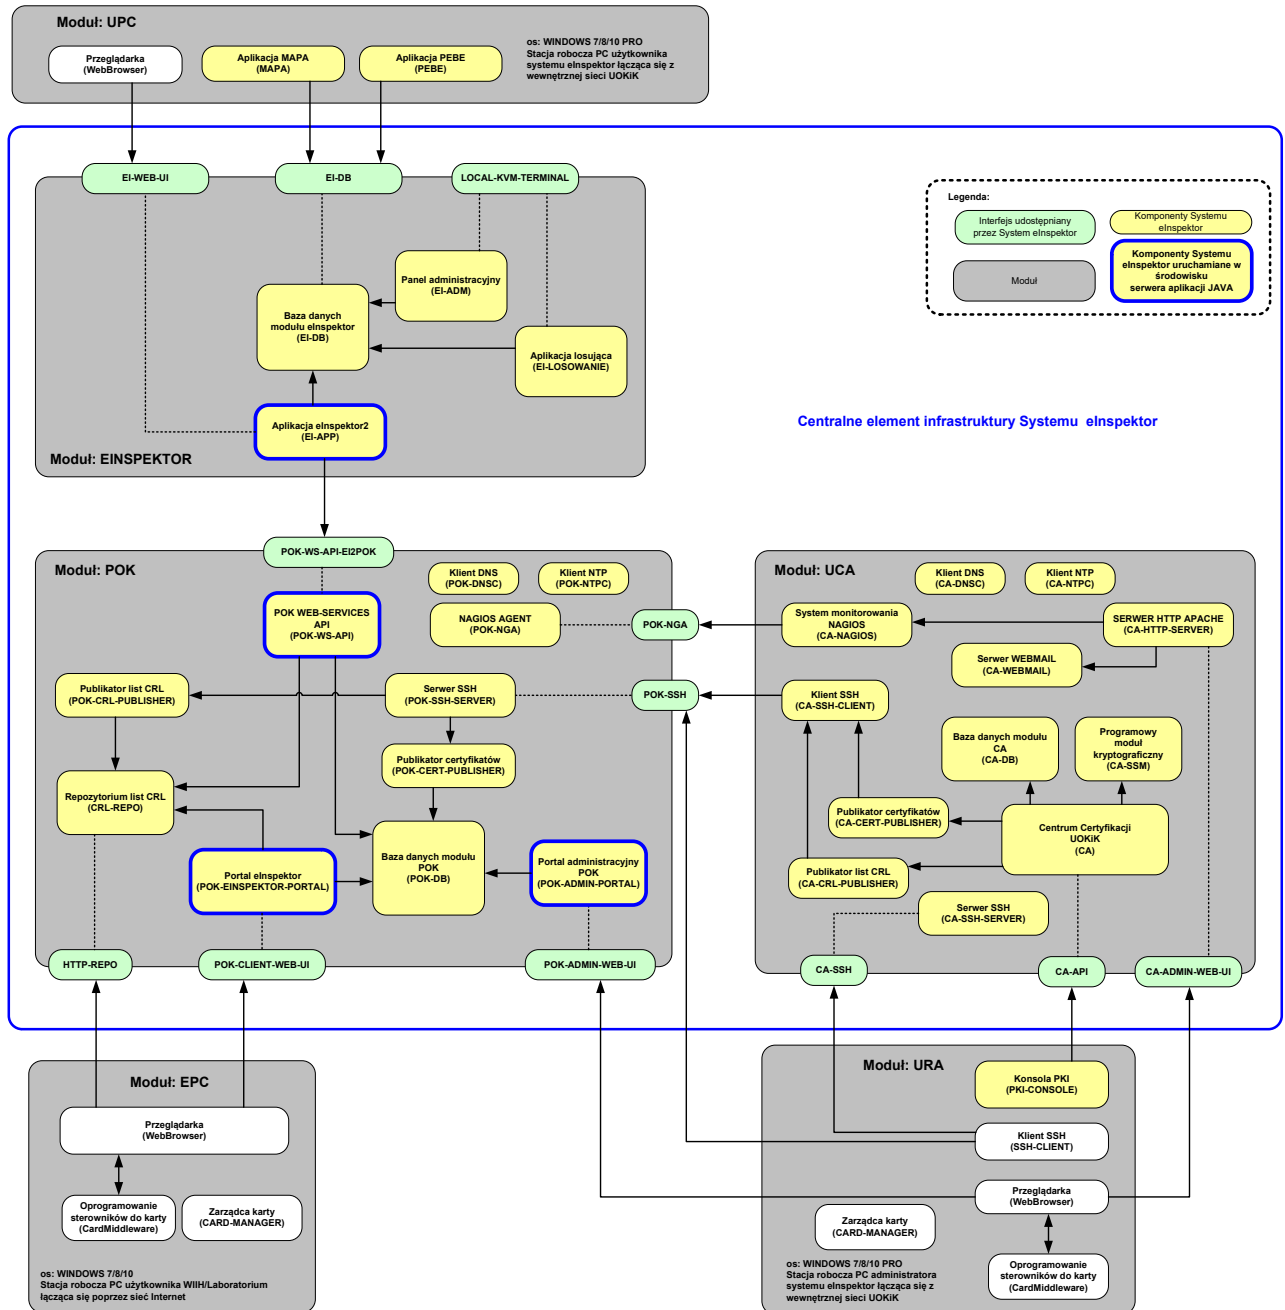 Moduł: UPC
Przeglądarka
(WebBrowser)
Aplikacja MAPA
(MAPA)
Aplikacja PEBE
(PEBE)
os: WINDOWS 7/8/10 PRO
Stacja robocza PC użytkownika
systemu eInspektor łącząca się z
wewnętrznej sieci UOKiK
EI-WEB-UI
EI-DB
LOCAL-KVM-TERMINAL
Legenda:
Interfejs udostępniany
przez System eInspektor
Komponenty Systemu
eInspektor
Moduł
Komponenty Systemu
eInspektor uruchamiane w
środowisku
serwera aplikacji JAVA
Panel administracyjny
(EI-ADM)
Baza danych
modułu eInspektor
(EI-DB)
Aplikacja losująca
(EI-LOSOWANIE)
Aplikacja eInspektor2
(EI-APP)
Moduł: EINSPEKTOR
Centralne element infrastruktury Systemu eInspektor
POK-WS-API-EI2POK
Moduł: POK
Klient DNS
(POK-DNSC)
Klient NTP
(POK-NTPC)
POK WEB-SERVICES
API
(POK-WS-API)
NAGIOS AGENT
(POK-NGA)
POK-NGA
Publikator list CRL
(POK-CRL-PUBLISHER)
Serwer SSH
(POK-SSH-SERVER)
POK-SSH
Publikator certyfikatów
(POK-CERT-PUBLISHER)
Repozytorium list CRL
(CRL-REPO)
Portal eInspektor
(POK-EINSPEKTOR-PORTAL)
Baza danych modułu
POK
(POK-DB)
Portal administracyjny
POK
(POK-ADMIN-PORTAL)
HTTP-REPO
POK-CLIENT-WEB-UI
POK-ADMIN-WEB-UI
Moduł: UCA
Klient DNS
(CA-DNSC)
Klient NTP
(CA-NTPC)
System monitorowania
NAGIOS
(CA-NAGIOS)
SERWER HTTP APACHE
(CA-HTTP-SERVER)
Serwer WEBMAIL
(CA-WEBMAIL)
Klient SSH
(CA-SSH-CLIENT)
Baza danych modułu
CA
(CA-DB)
Programowy
moduł
kryptograficzny
(CA-SSM)
Publikator certyfikatów
(CA-CERT-PUBLISHER)
Centrum Certyfikacji
UOKiK
(CA)
Publikator list CRL
(CA-CRL-PUBLISHER)
Serwer SSH
(CA-SSH-SERVER)
CA-SSH
CA-API
CA-ADMIN-WEB-UI
Moduł: EPC
Przeglądarka
(WebBrowser)
Oprogramowanie
sterowników do karty
(CardMiddleware)
Zarządca karty
(CARD-MANAGER)
os: WINDOWS 7/8/10
Stacja robocza PC użytkownika WIIH/Laboratorium
łącząca się poprzez sieć Internet
Moduł: URA
Konsola PKI
(PKI-CONSOLE)
Klient SSH
(SSH-CLIENT)
Przeglądarka
(WebBrowser)
Zarządca karty
(CARD-MANAGER)
os: WINDOWS 7/8/10 PRO
Stacja robocza PC administratora
systemu eInspektor łącząca się z
wewnętrznej sieci UOKiK
Oprogramowanie
sterowników do karty
(CardMiddleware)